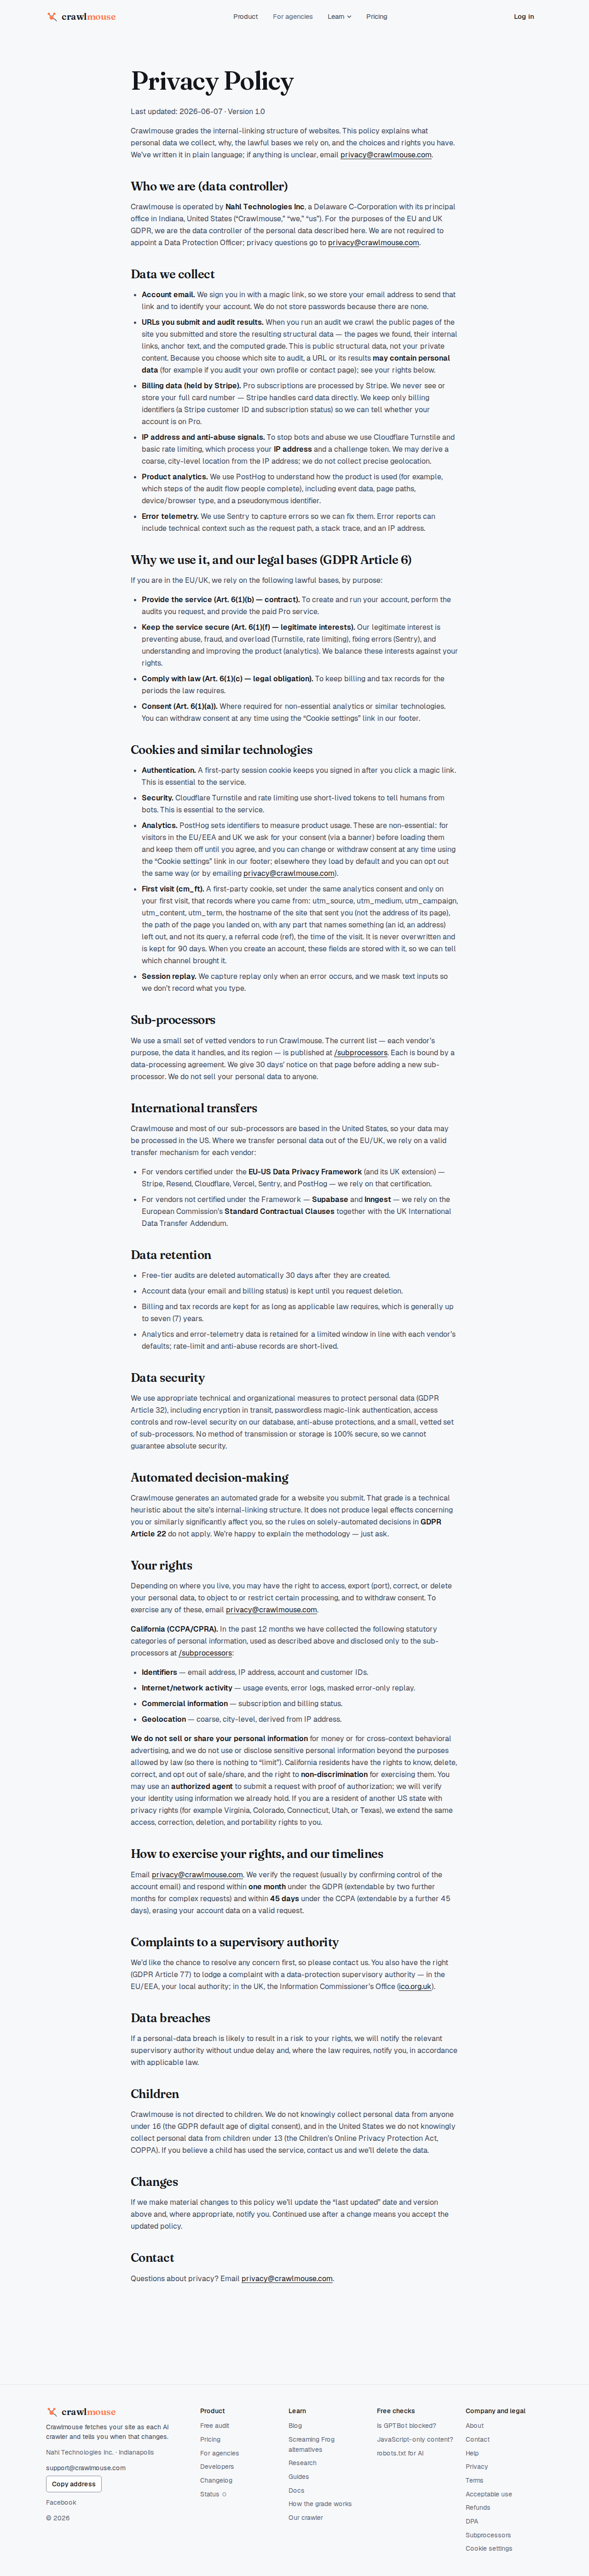 crawlmouse
Product
For agencies
Learn
Pricing
Log in
Privacy Policy
Last updated: 2026-06-07 · Version 1.0
Crawlmouse grades the internal-linking structure of websites. This policy explains what
personal data we collect, why, the lawful bases we rely on, and the choices and rights you have.
We've written it in plain language; if anything is unclear, email privacy@crawlmouse.com.
Who we are (data controller)
Crawlmouse is operated by Nahl Technologies Inc, a Delaware C-Corporation with its principal
office in Indiana, United States (“Crawlmouse,” “we,” “us”). For the purposes of the EU and UK
GDPR, we are the data controller of the personal data described here. We are not required to
appoint a Data Protection Officer; privacy questions go to privacy@crawlmouse.com.
Data we collect
• Account email. We sign you in with a magic link, so we store your email address to send that
link and to identify your account. We do not store passwords because there are none.
• URLs you submit and audit results. When you run an audit we crawl the public pages of the
site you submitted and store the resulting structural data — the pages we found, their internal
links, anchor text, and the computed grade. This is public structural data, not your private
content. Because you choose which site to audit, a URL or its results may contain personal
data (for example if you audit your own profile or contact page); see your rights below.
• Billing data (held by Stripe). Pro subscriptions are processed by Stripe. We never see or
store your full card number — Stripe handles card data directly. We keep only billing
identifiers (a Stripe customer ID and subscription status) so we can tell whether your
account is on Pro.
• IP address and anti-abuse signals. To stop bots and abuse we use Cloudflare Turnstile and
basic rate limiting, which process your IP address and a challenge token. We may derive a
coarse, city-level location from the IP address; we do not collect precise geolocation.
• Product analytics. We use PostHog to understand how the product is used (for example,
which steps of the audit flow people complete), including event data, page paths,
device/browser type, and a pseudonymous identifier.
• Error telemetry. We use Sentry to capture errors so we can fix them. Error reports can
include technical context such as the request path, a stack trace, and an IP address.
Why we use it, and our legal bases (GDPR Article 6)
If you are in the EU/UK, we rely on the following lawful bases, by purpose:
• Provide the service (Art. 6(1)(b) — contract). To create and run your account, perform the
audits you request, and provide the paid Pro service.
• Keep the service secure (Art. 6(1)(f) — legitimate interests). Our legitimate interest is
preventing abuse, fraud, and overload (Turnstile, rate limiting), fixing errors (Sentry), and
understanding and improving the product (analytics). We balance these interests against your
rights.
• Comply with law (Art. 6(1)(c) — legal obligation). To keep billing and tax records for the
periods the law requires.
• Consent (Art. 6(1)(a)). Where required for non-essential analytics or similar technologies.
You can withdraw consent at any time using the “Cookie settings” link in our footer.
Cookies and similar technologies
• Authentication. A first-party session cookie keeps you signed in after you click a magic link.
This is essential to the service.
• Security. Cloudflare Turnstile and rate limiting use short-lived tokens to tell humans from
bots. This is essential to the service.
• Analytics. PostHog sets identifiers to measure product usage. These are non-essential: for
visitors in the EU/EEA and UK we ask for your consent (via a banner) before loading them
and keep them off until you agree, and you can change or withdraw consent at any time using
the “Cookie settings” link in our footer; elsewhere they load by default and you can opt out
the same way (or by emailing privacy@crawlmouse.com).
• First visit (cm_ft). A first-party cookie, set under the same analytics consent and only on
your first visit, that records where you came from: utm_source, utm_medium, utm_campaign,
utm_content, utm_term, the hostname of the site that sent you (not the address of its page),
the path of the page you landed on, with any part that names something (an id, an address)
left out, and not its query, a referral code (ref), the time of the visit. It is never overwritten and
is kept for 90 days. When you create an account, these fields are stored with it, so we can tell
which channel brought it.
• Session replay. We capture replay only when an error occurs, and we mask text inputs so
we don't record what you type.
Sub-processors
We use a small set of vetted vendors to run Crawlmouse. The current list — each vendor's
purpose, the data it handles, and its region — is published at /subprocessors. Each is bound by a
data-processing agreement. We give 30 days' notice on that page before adding a new sub-
processor. We do not sell your personal data to anyone.
International transfers
Crawlmouse and most of our sub-processors are based in the United States, so your data may
be processed in the US. Where we transfer personal data out of the EU/UK, we rely on a valid
transfer mechanism for each vendor:
• For vendors certified under the EU-US Data Privacy Framework (and its UK extension) —
Stripe, Resend, Cloudflare, Vercel, Sentry, and PostHog — we rely on that certification.
• For vendors not certified under the Framework — Supabase and Inngest — we rely on the
European Commission's Standard Contractual Clauses together with the UK International
Data Transfer Addendum.
Data retention
• Free-tier audits are deleted automatically 30 days after they are created.
• Account data (your email and billing status) is kept until you request deletion.
• Billing and tax records are kept for as long as applicable law requires, which is generally up
to seven (7) years.
• Analytics and error-telemetry data is retained for a limited window in line with each vendor's
defaults; rate-limit and anti-abuse records are short-lived.
Data security
We use appropriate technical and organizational measures to protect personal data (GDPR
Article 32), including encryption in transit, passwordless magic-link authentication, access
controls and row-level security on our database, anti-abuse protections, and a small, vetted set
of sub-processors. No method of transmission or storage is 100% secure, so we cannot
guarantee absolute security.
Automated decision-making
Crawlmouse generates an automated grade for a website you submit. That grade is a technical
heuristic about the site's internal-linking structure. It does not produce legal effects concerning
you or similarly significantly affect you, so the rules on solely-automated decisions in GDPR
Article 22 do not apply. We're happy to explain the methodology — just ask.
Your rights
Depending on where you live, you may have the right to access, export (port), correct, or delete
your personal data, to object to or restrict certain processing, and to withdraw consent. To
exercise any of these, email privacy@crawlmouse.com.
California (CCPA/CPRA). In the past 12 months we have collected the following statutory
categories of personal information, used as described above and disclosed only to the sub-
processors at /subprocessors:
• Identifiers — email address, IP address, account and customer IDs.
• Internet/network activity — usage events, error logs, masked error-only replay.
• Commercial information — subscription and billing status.
• Geolocation — coarse, city-level, derived from IP address.
We do not sell or share your personal information for money or for cross-context behavioral
advertising, and we do not use or disclose sensitive personal information beyond the purposes
allowed by law (so there is nothing to “limit”). California residents have the rights to know, delete,
correct, and opt out of sale/share, and the right to non-discrimination for exercising them. You
may use an authorized agent to submit a request with proof of authorization; we will verify
your identity using information we already hold. If you are a resident of another US state with
privacy rights (for example Virginia, Colorado, Connecticut, Utah, or Texas), we extend the same
access, correction, deletion, and portability rights to you.
How to exercise your rights, and our timelines
Email privacy@crawlmouse.com. We verify the request (usually by confirming control of the
account email) and respond within one month under the GDPR (extendable by two further
months for complex requests) and within 45 days under the CCPA (extendable by a further 45
days), erasing your account data on a valid request.
Complaints to a supervisory authority
We'd like the chance to resolve any concern first, so please contact us. You also have the right
(GDPR Article 77) to lodge a complaint with a data-protection supervisory authority — in the
EU/EEA, your local authority; in the UK, the Information Commissioner's Office (ico.org.uk).
Data breaches
If a personal-data breach is likely to result in a risk to your rights, we will notify the relevant
supervisory authority without undue delay and, where the law requires, notify you, in accordance
with applicable law.
Children
Crawlmouse is not directed to children. We do not knowingly collect personal data from anyone
under 16 (the GDPR default age of digital consent), and in the United States we do not knowingly
collect personal data from children under 13 (the Children's Online Privacy Protection Act,
COPPA). If you believe a child has used the service, contact us and we'll delete the data.
Changes
If we make material changes to this policy we'll update the “last updated” date and version
above and, where appropriate, notify you. Continued use after a change means you accept the
updated policy.
Contact
Questions about privacy? Email privacy@crawlmouse.com.
crawlmouse
Crawlmouse fetches your site as each AI
crawler and tells you when that changes.
Nahl Technologies Inc. · Indianapolis
support@crawlmouse.com
Copy address
Facebook
© 2026
Product
Free audit
Pricing
For agencies
Developers
Changelog
Status
Learn
Blog
Screaming Frog
alternatives
Research
Guides
Docs
How the grade works
Our crawler
Free checks
Is GPTBot blocked?
JavaScript-only content?
robots.txt for AI
Company and legal
About
Contact
Help
Privacy
Terms
Acceptable use
Refunds
DPA
Subprocessors
Cookie settings